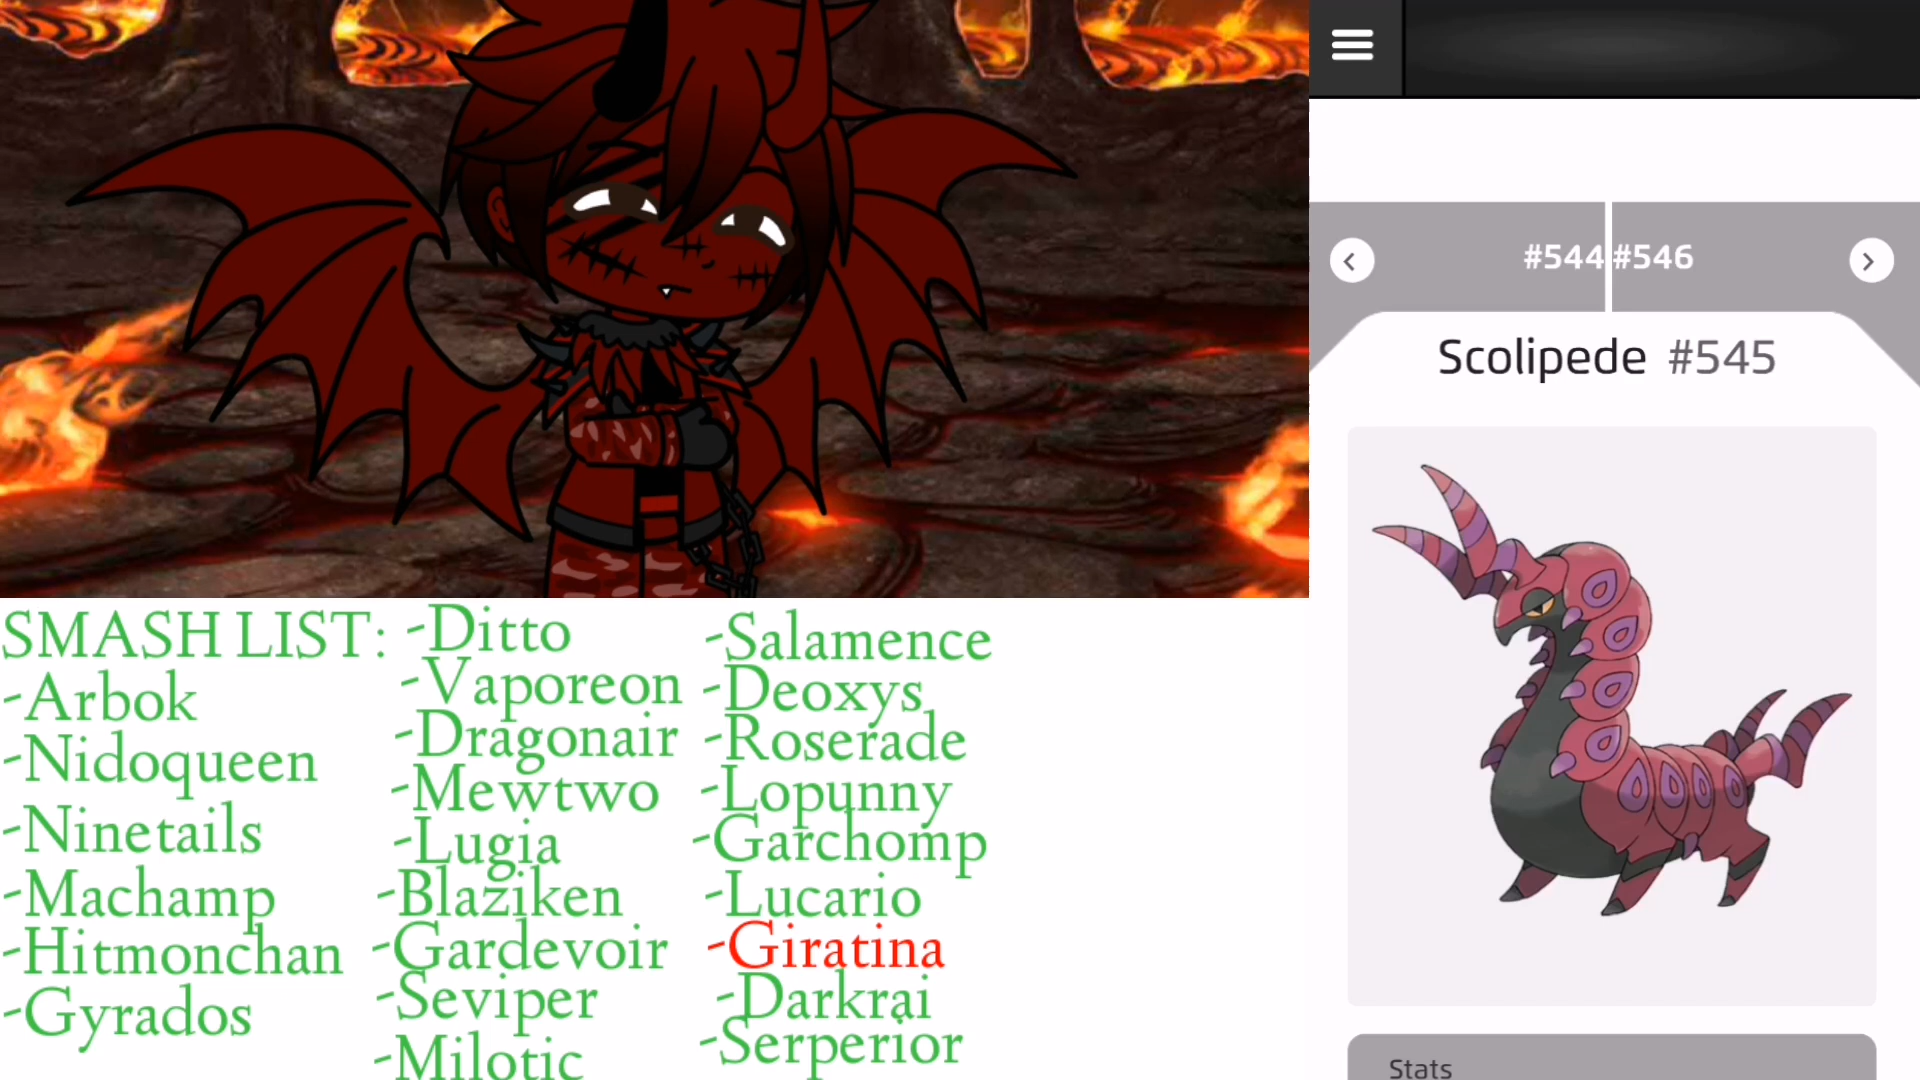 #544 #546
Scolipede #545
Stats
SMASH LIST:
-Arbok
-Nidoqueen
-Ninetails
-Machamp
-Hitmonchan
-Gyrados
-Ditto
-Vaporeon
-Dragonair
-Mewtwo
-Lugia
-Blaziken
-Gardevoir
-Seviper
-Milotic
-Salamence
-Deoxys
-Roserade
-Lopunny
-Garchomp
-Lucario
-Giratina
-Darkrai
-Serperior